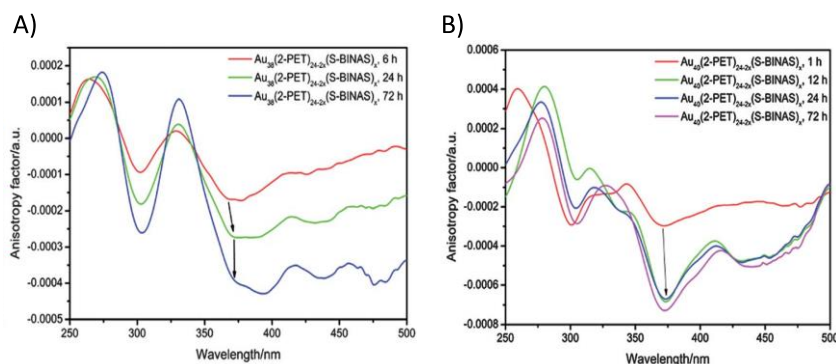 A)
B)
Au38(2-PET)24-2x(S-BINAS)x, 6 h
Au38(2-PET)24-2x(S-BINAS)x, 24 h
Au38(2-PET)24-2x(S-BINAS)x, 72 h
Anisotropy factor/a.u.
0.0002
0.0001
0.0000
-0.0001
-0.0002
-0.0003
-0.0004
-0.0005
250
300
350
400
450
500
Wavelength/nm
Au40(2-PET)24-2x(S-BINAS)x, 1 h
Au40(2-PET)24-2x(S-BINAS)x, 12 h
Au40(2-PET)24-2x(S-BINAS)x, 24 h
Au40(2-PET)24-2x(S-BINAS)x, 72 h
Anisotropy factor/a.u.
0.0006
0.0004
0.0002
0.0000
-0.0002
-0.0004
-0.0006
-0.0008
250
300
350
400
450
500
Wavelength/nm